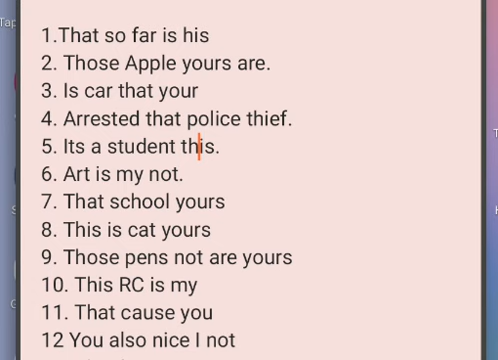 1.That so far is his
2. Those Apple yours are.
3. Is car that your
4. Arrested that police thief.
5. Its a student this.
6. Art is my not.
7. That school yours
8. This is cat yours
9. Those pens not are yours
10. This RC is my
11. That cause you
12 You also nice I not